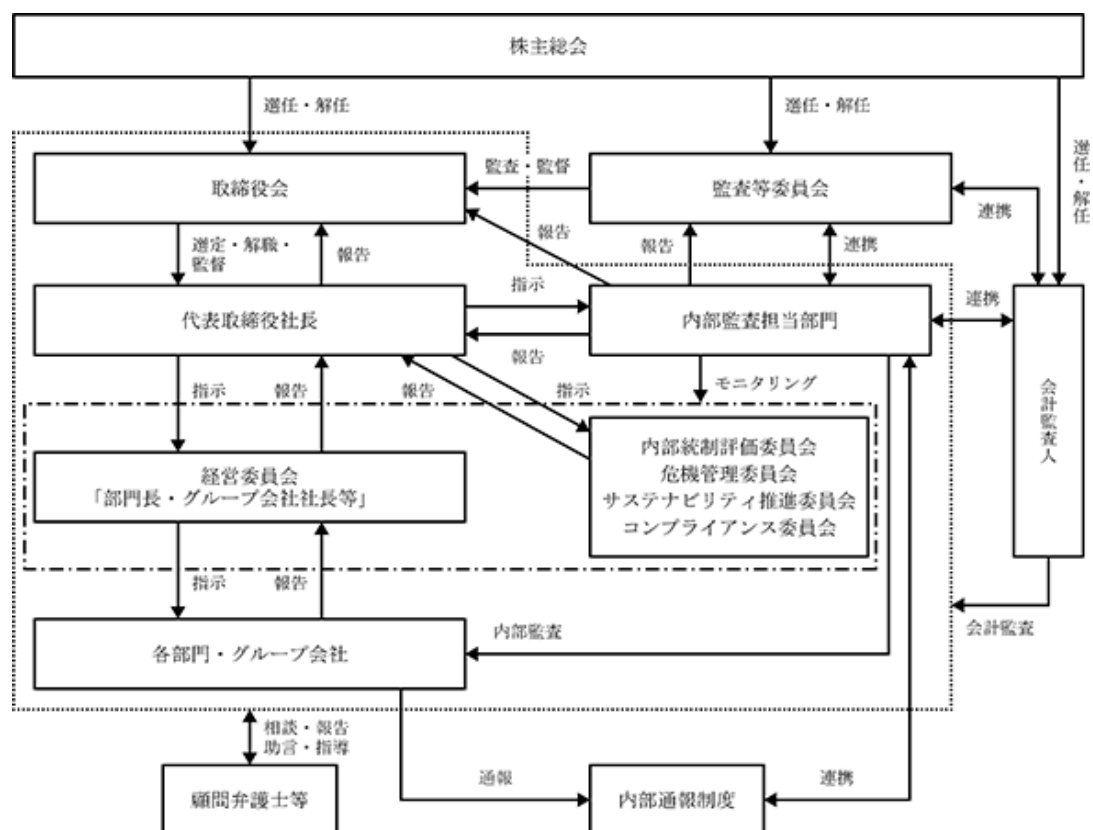 株主総会
選任・解任
選任・解任
選任・解任
取締役会
監査・監督
監査等委員会
連携
選定・解職・
監督
報告
報告
報告
連携
代表取締役社長
指示
報告
内部監査担当部門
連携
会計監査人
指示
報告
報告
指示
モニタリング
経営委員会
「部門長・グループ会社社長等」
内部統制評価委員会
危機管理委員会
サステナビリティ推進委員会
コンプライアンス委員会
指示
報告
会計監査
各部門・グループ会社
内部監査
相談・報告
助言・指導
顧問弁護士等
通報
内部通報制度
連携